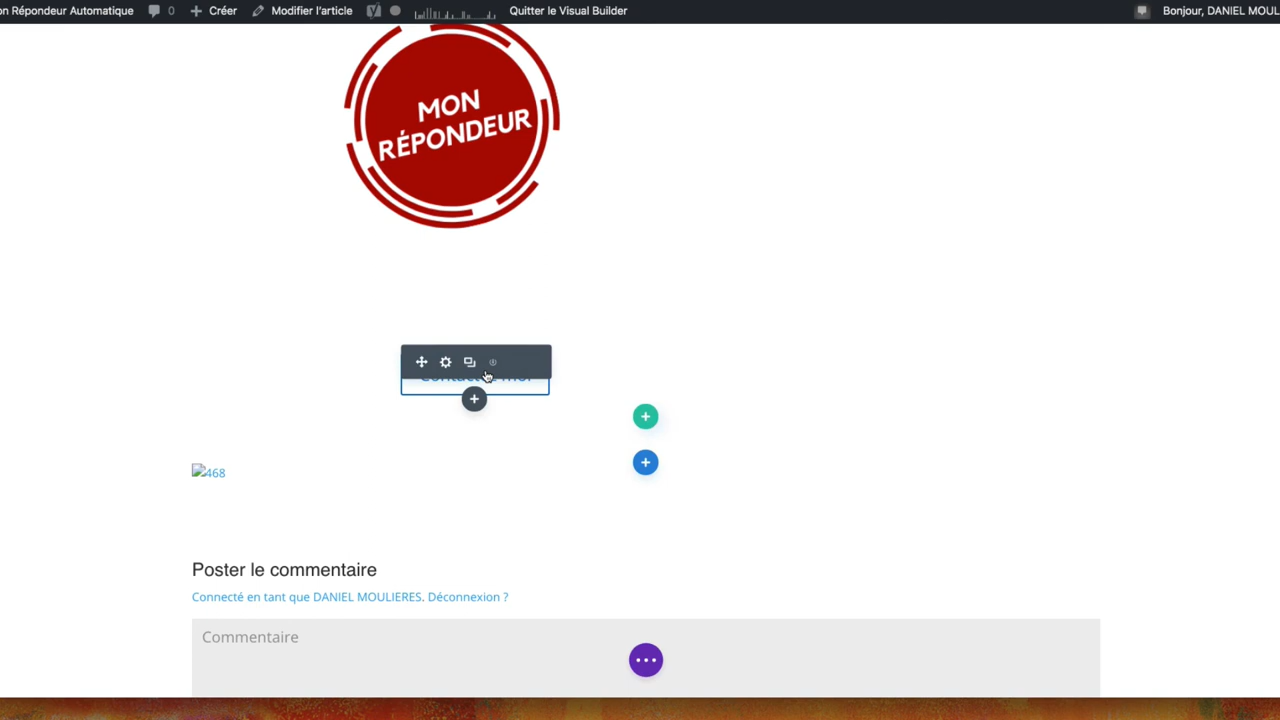 on Répondeur Automatique 0 Créer Modifier l'article Quitter le Visual Builder Bonjour, DANIEL MOUL
MON
RÉPONDEUR
468
Poster le commentaire
Connecté en tant que DANIEL MOULIERES. Déconnexion ?
Commentaire